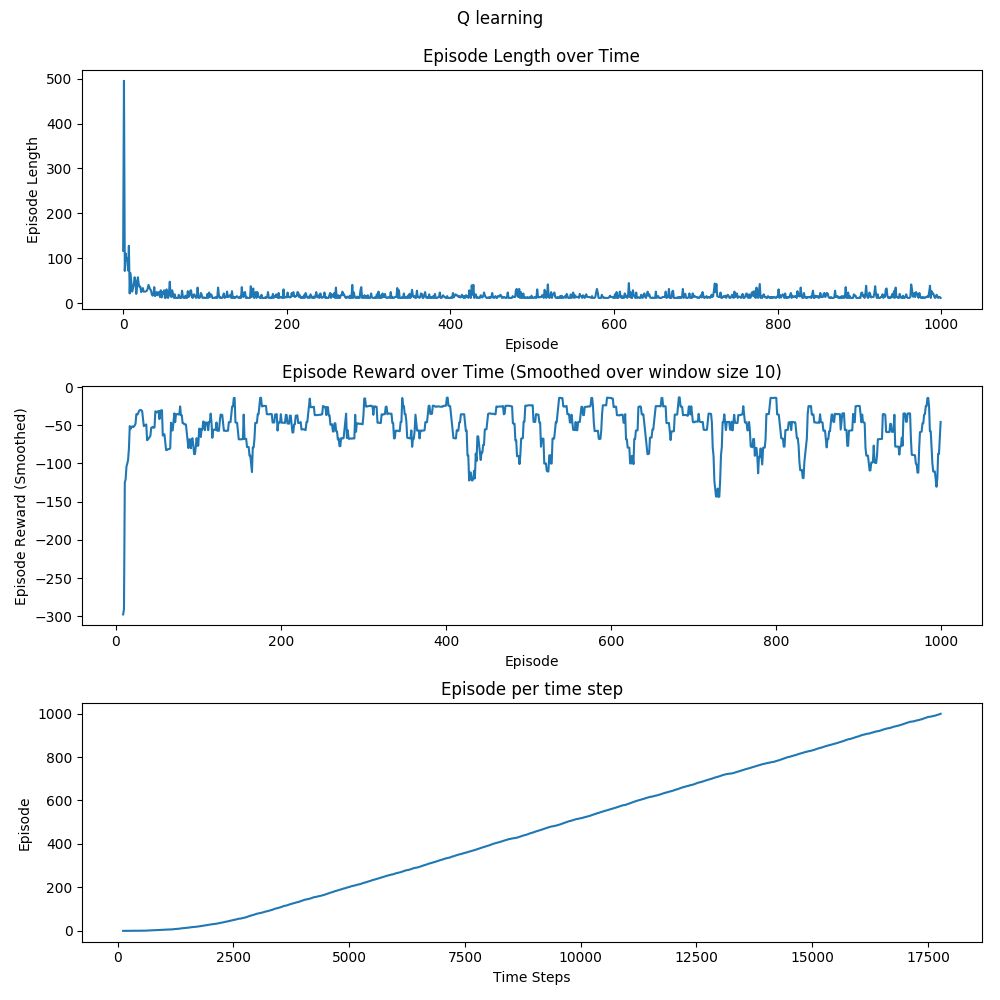 Q learning
Episode Length over Time
500
400
300
200
100
0
Episode Length
0 200 400 600 800 1000
Episode
Episode Reward over Time (Smoothed over window size 10)
0
−50
−100
−150
−200
−250
−300
Episode Reward (Smoothed)
0 200 400 600 800 1000
Episode
Episode per time step
1000
800
600
400
200
0
Episode
0 2500 5000 7500 10000 12500 15000 17500
Time Steps